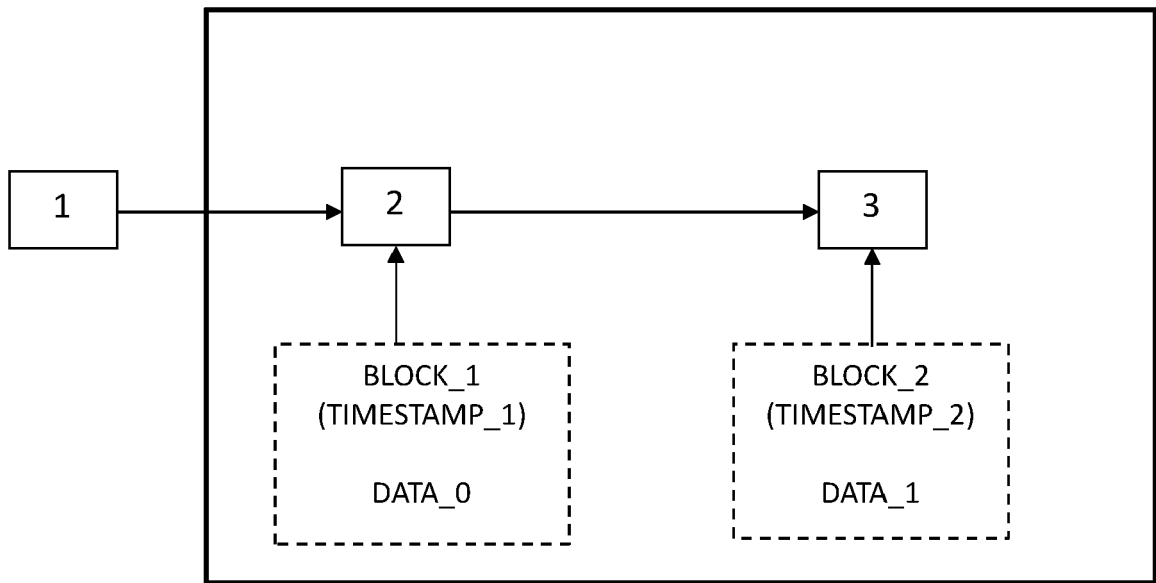 1
2
3
BLOCK_1
(TIMESTAMP_1)
DATA_0
BLOCK_2
(TIMESTAMP_2)
DATA_1